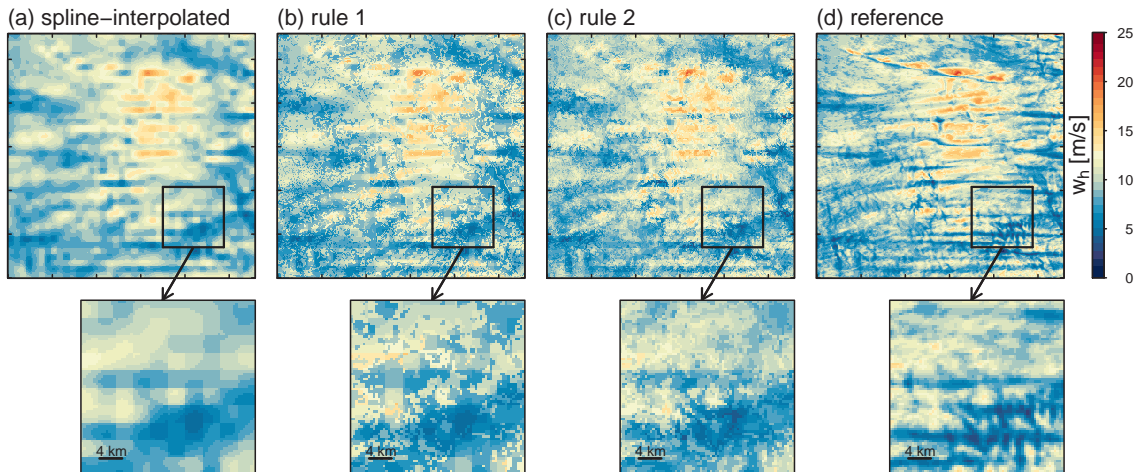 (a) spline−interpolated
(b) rule 1
(c) rule 2
(d) reference
25
20
15
10
5
0
wh [m/s]
4 km
4 km
4 km
4 km